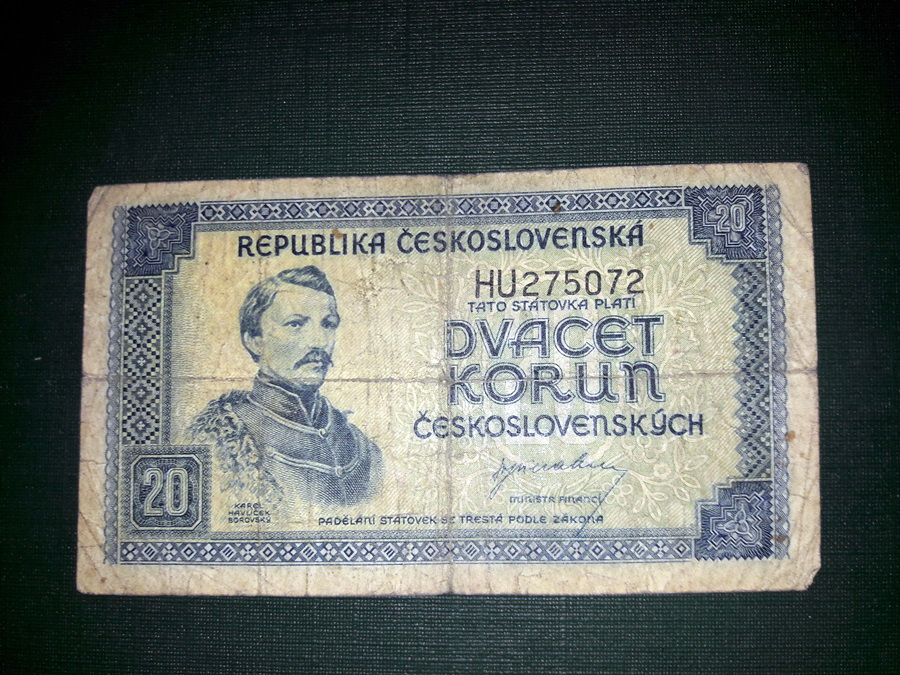 20
REPUBLIKA ČESKOSLOVENSKÁ
HU275072
TATO STÁTOVKA PLATÍ
DVACET
KORUN
ČESKOSLOVENSKÝCH
MINISTR FINANCÍ
20
KAREL
HAVLÍČEK
BOROVSKÝ
PADĚLÁNÍ STÁTOVEK SE TRESTÁ PODLE ZÁKONA